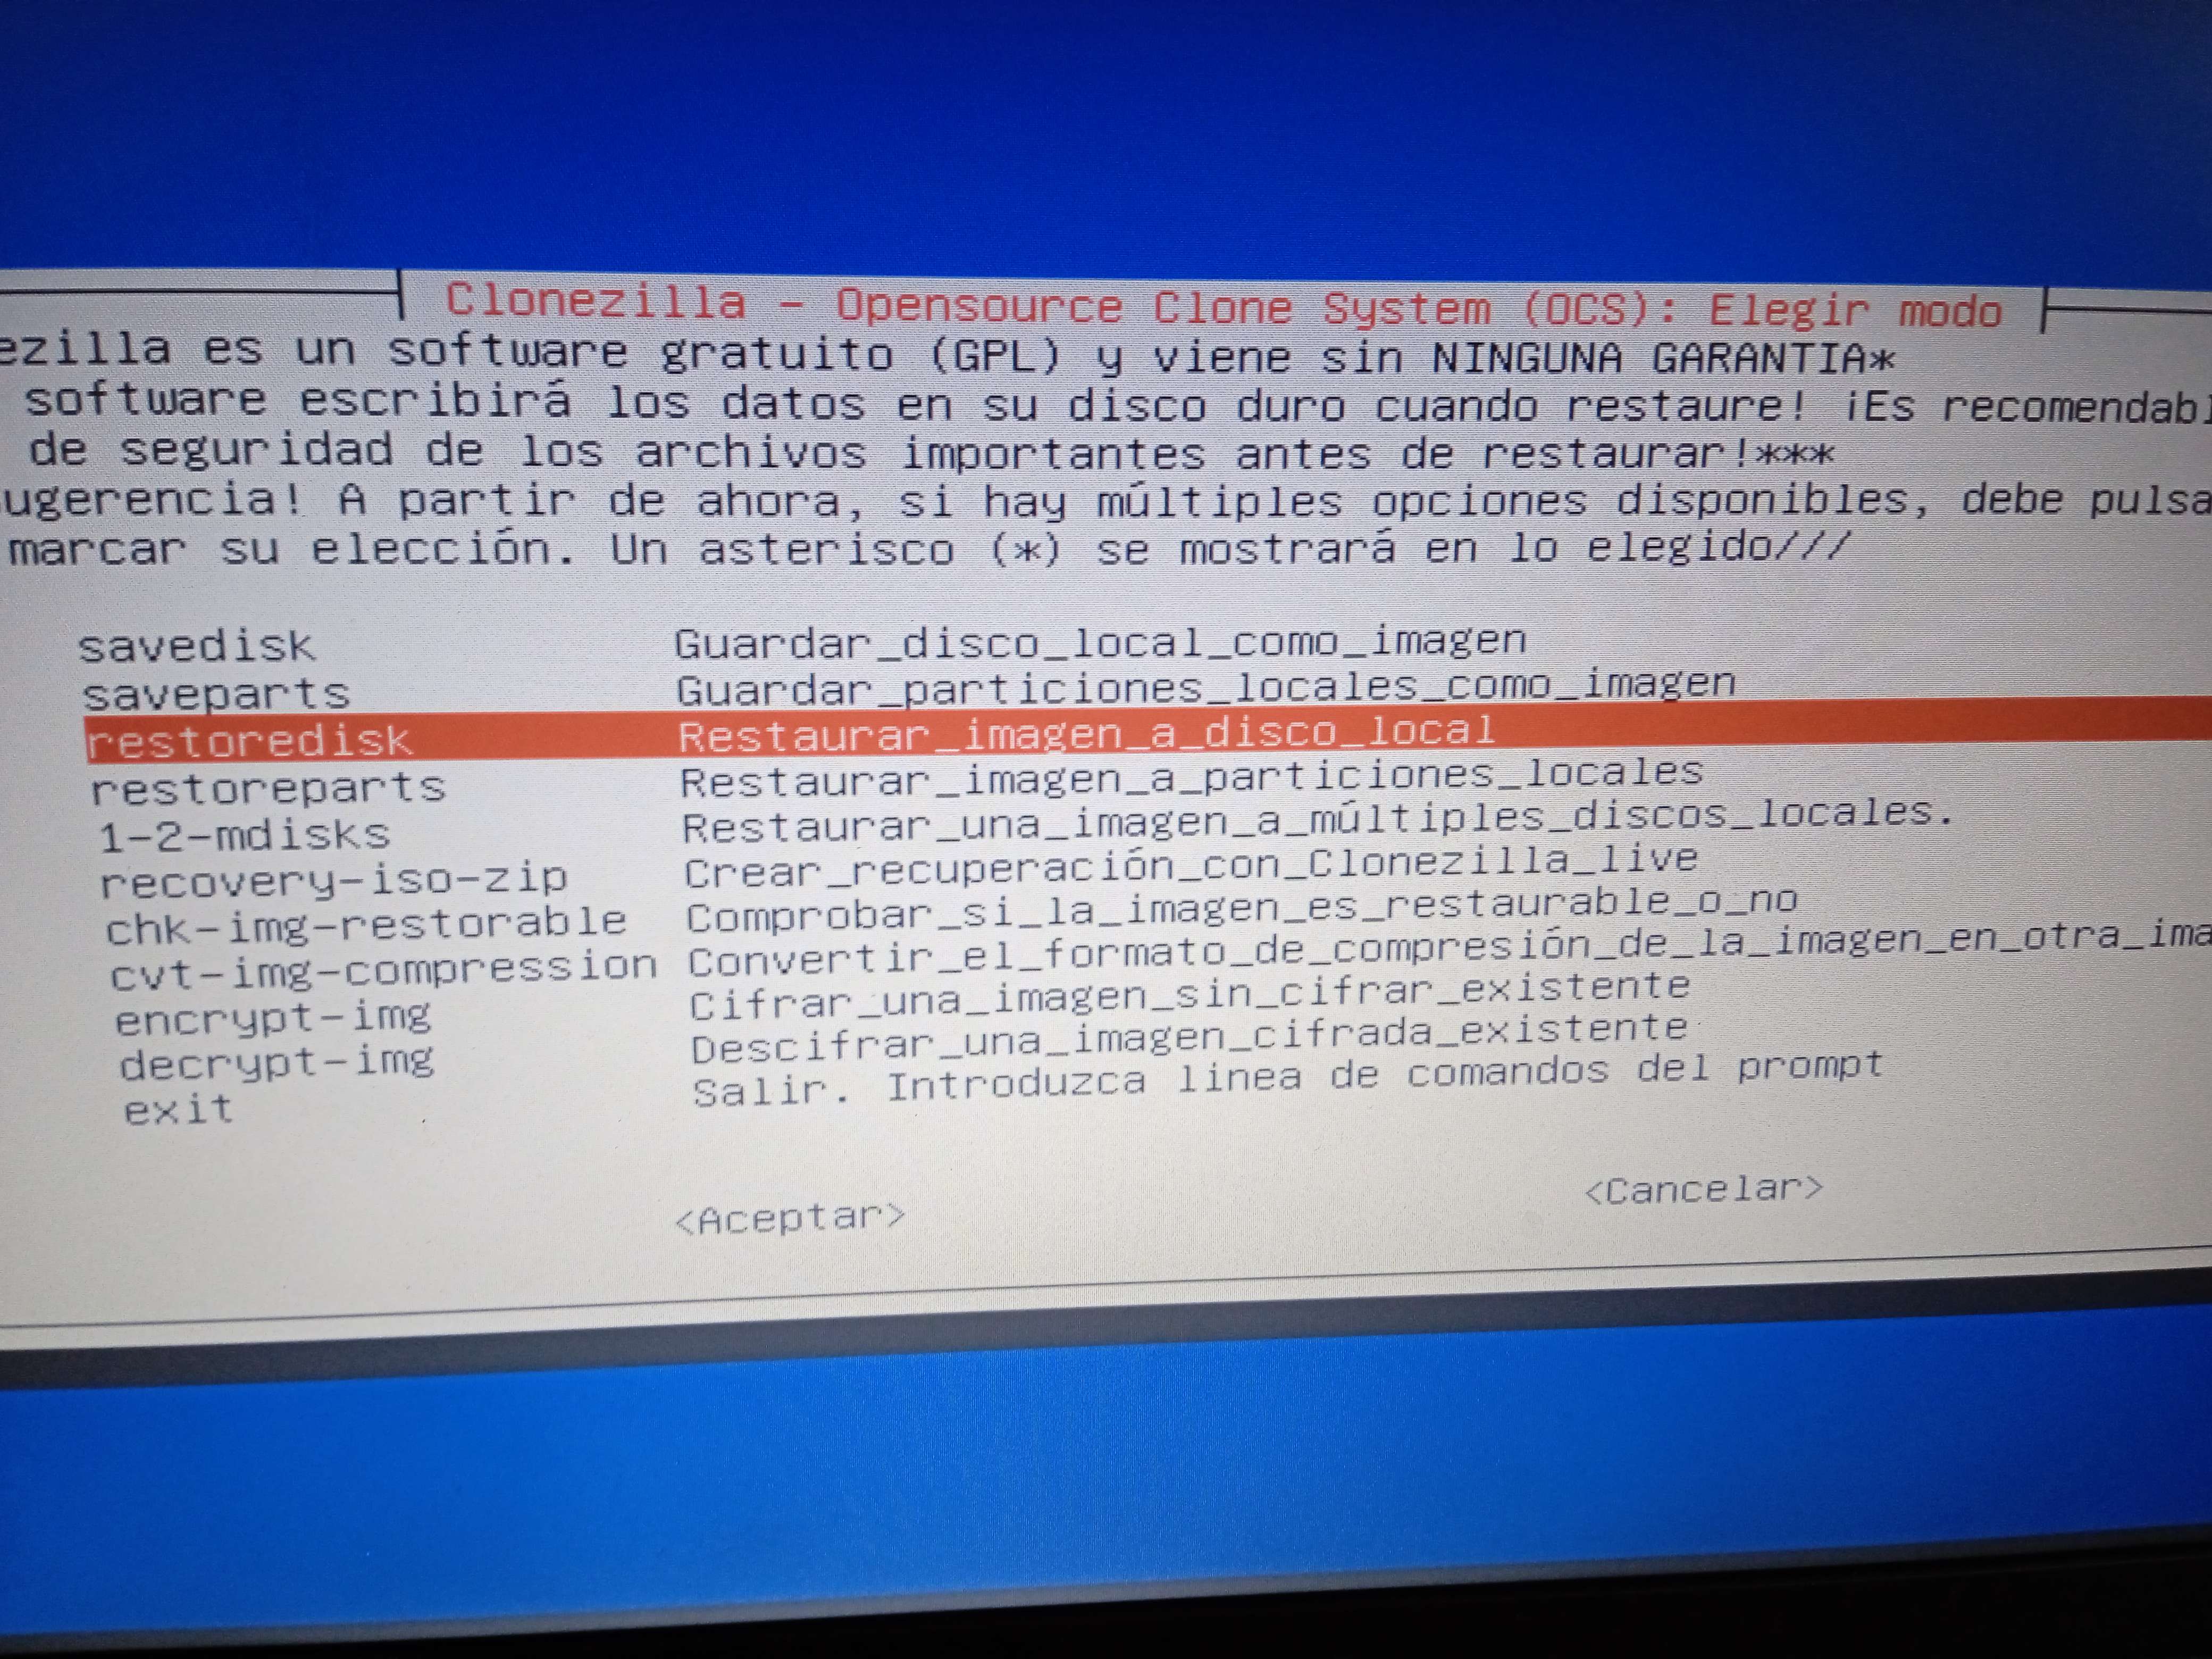 Clonezilla - Opensource Clone System (OCS): Elegir modo
ezilla es un software gratuito (GPL) y viene sin NINGUNA GARANTIA*
software escribirá los datos en su disco duro cuando restaure! ¡Es recomendabl
de seguridad de los archivos importantes antes de restaurar!***
ugerencia! A partir de ahora, si hay múltiples opciones disponibles, debe pulsa
marcar su elección. Un asterisco (*) se mostrará en lo elegido///
savedisk Guardar_disco_local_como_imagen
saveparts Guardar_particiones_locales_como_imagen
restoredisk Restaurar_imagen_a_disco_local
restoreparts Restaurar_imagen_a_particiones_locales
1-2-mdisks Restaurar_una_imagen_a_múltiples_discos_locales.
recovery-iso-zip Crear_recuperación_con_Clonezilla_live
chk-img-restorable Comprobar_si_la_imagen_es_restaurable_o_no
cvt-img-compression Convertir_el_formato_de_compresión_de_la_imagen_en_otra_ima
encrypt-img Cifrar_una_imagen_sin_cifrar_existente
decrypt-img Descifrar_una_imagen_cifrada_existente
exit Salir. Introduzca linea de comandos del prompt
<Aceptar> <Cancelar>